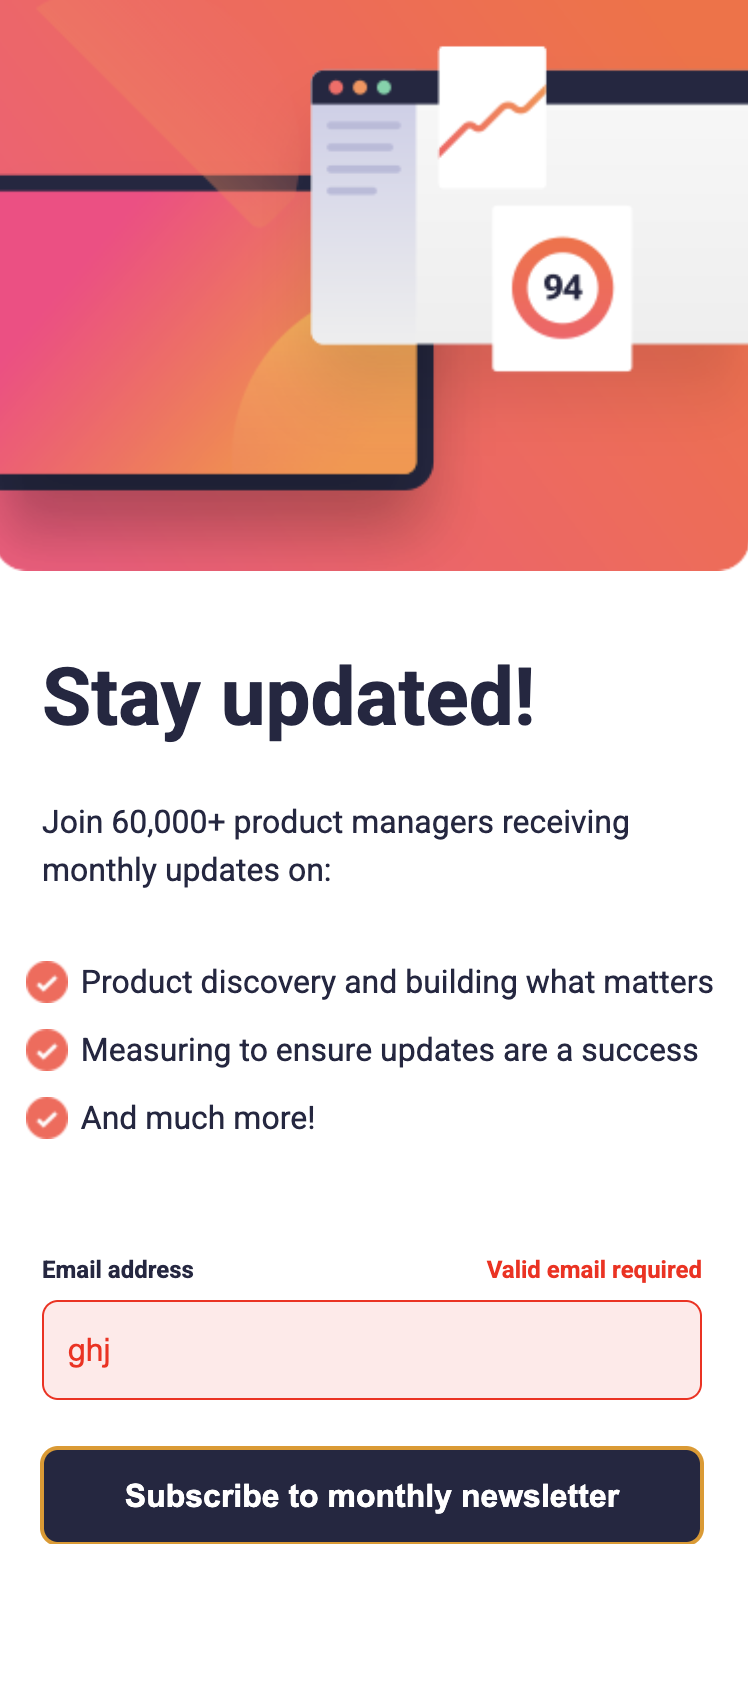 94
Stay updated!
Join 60,000+ product managers receiving
monthly updates on:
Product discovery and building what matters
Measuring to ensure updates are a success
And much more!
Email address Valid email required
ghj
Subscribe to monthly newsletter